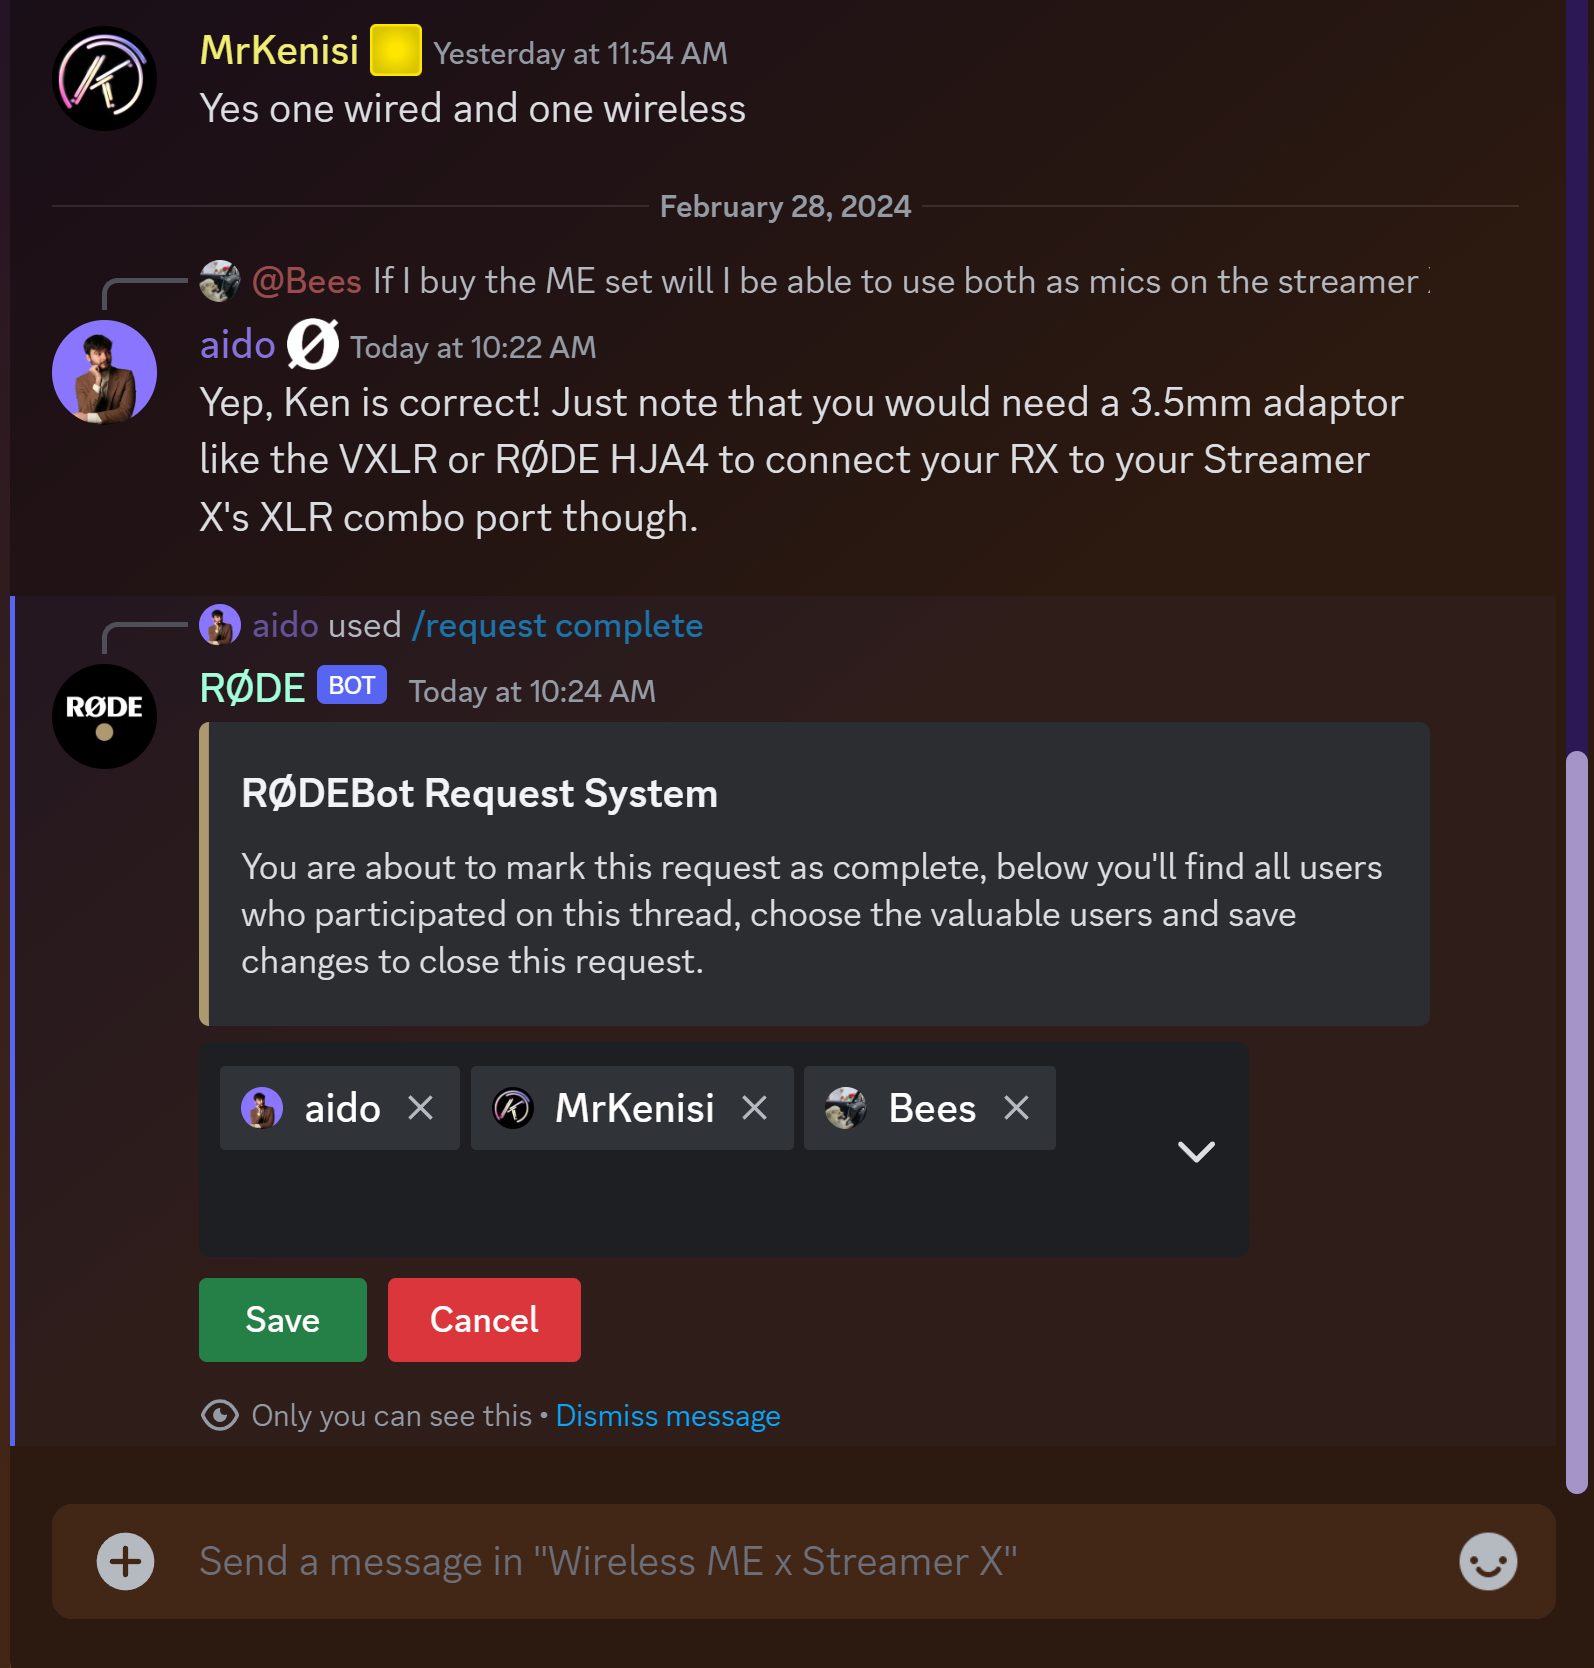 MrKenisi Yesterday at 11:54 AM
Yes one wired and one wireless
February 28, 2024
@Bees If I buy the ME set will I be able to use both as mics on the streamer
aido Ø Today at 10:22 AM
Yep, Ken is correct! Just note that you would need a 3.5mm adaptor
like the VXLR or RØDE HJA4 to connect your RX to your Streamer
X's XLR combo port though.
aido used /request complete
RØDE
RØDE BOT Today at 10:24 AM
RØDEBot Request System
You are about to mark this request as complete, below you'll find all users
who participated on this thread, choose the valuable users and save
changes to close this request.
aido MrKenisi Bees
Save Cancel
Only you can see this • Dismiss message
Send a message in "Wireless ME x Streamer X"